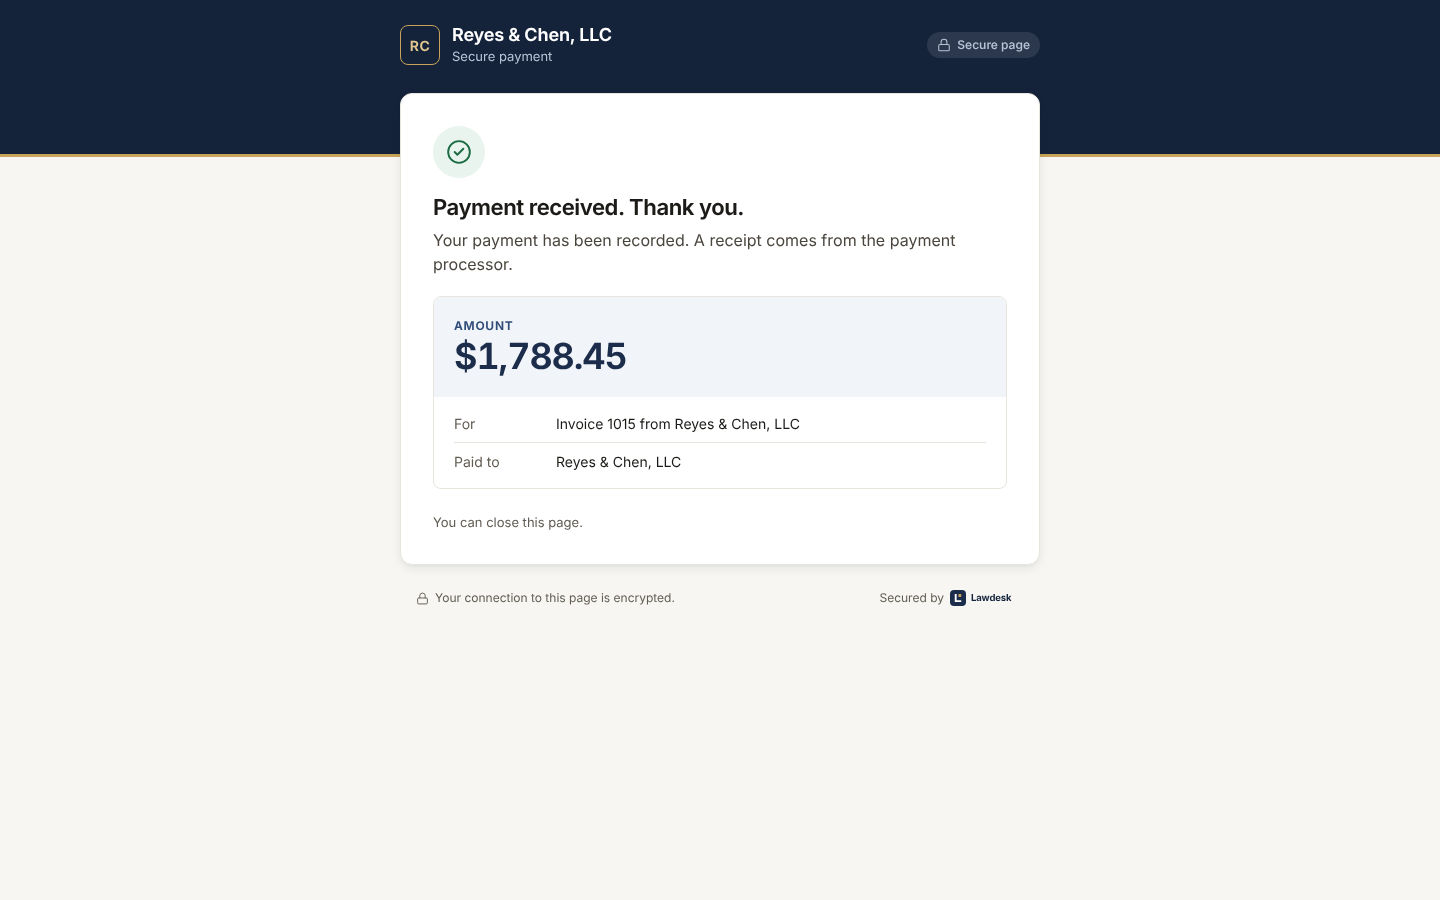 RC
Reyes & Chen, LLC
Secure payment
Secure page
Payment received. Thank you.
Your payment has been recorded. A receipt comes from the payment
processor.
AMOUNT
$1,788.45
For Invoice 1015 from Reyes & Chen, LLC
Paid to Reyes & Chen, LLC
You can close this page.
Your connection to this page is encrypted.
Secured by L Lawdesk